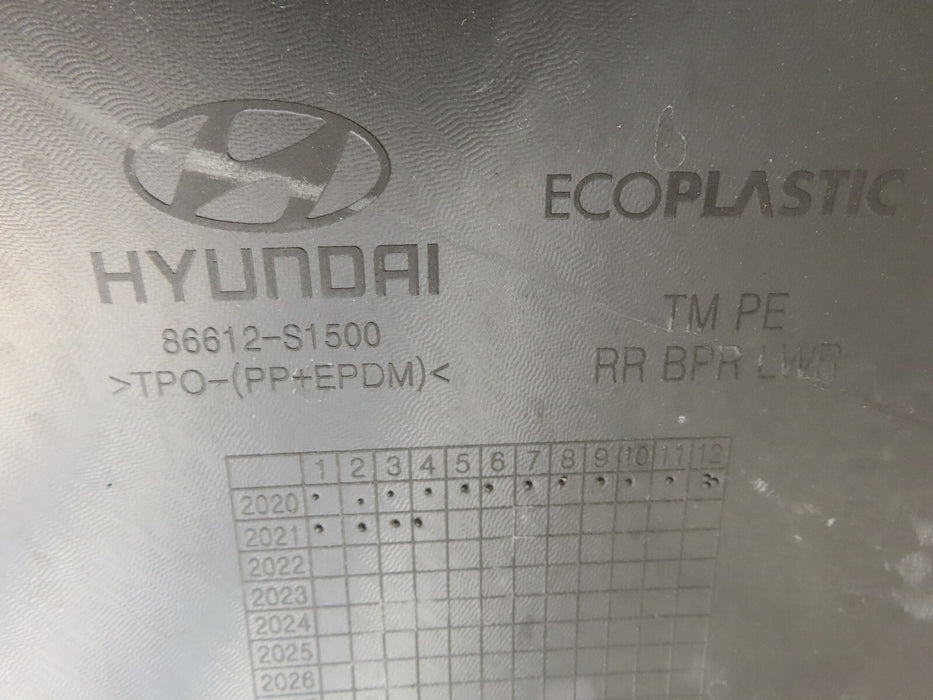 HYUNDAI
86612-S1500
>TPO-(PP+EPDM)<
ECOPLASTIC
TM PE
RR BPR LWR
1 2 3 4 5 6 7 8 9 10 11 12
2020
2021
2022
2023
2024
2025
2026